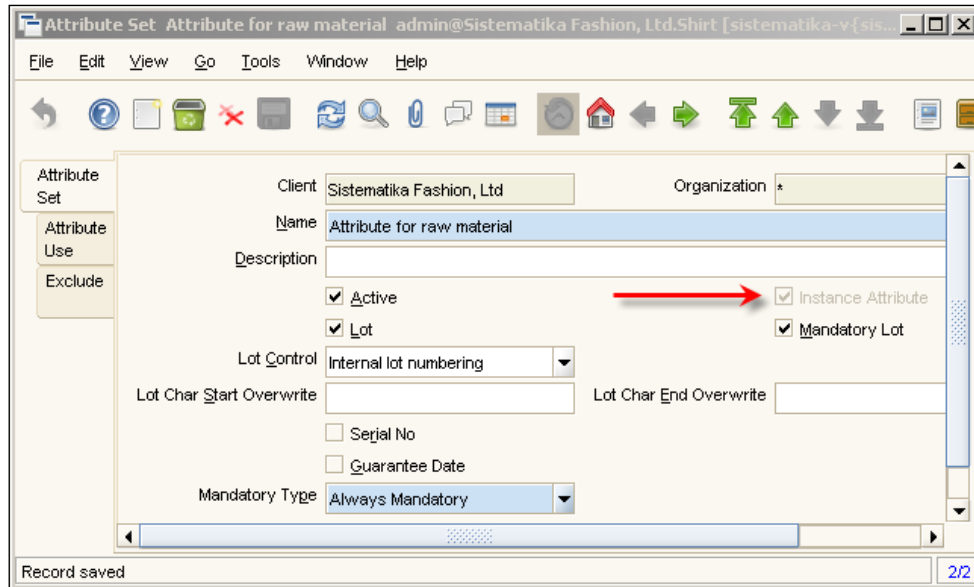 Attribute Set  Attribute for raw material  admin@Sistematika Fashion, Ltd.Shirt [sistematika-v{sis...
File Edit View Go Tools Window Help
Attribute Set
Attribute Use
Exclude
Client Sistematika Fashion, Ltd Organization *
Name Attribute for raw material
Description
Active Instance Attribute
Lot Mandatory Lot
Lot Control Internal lot numbering
Lot Char Start Overwrite Lot Char End Overwrite
Serial No
Guarantee Date
Mandatory Type Always Mandatory
Record saved 2/2